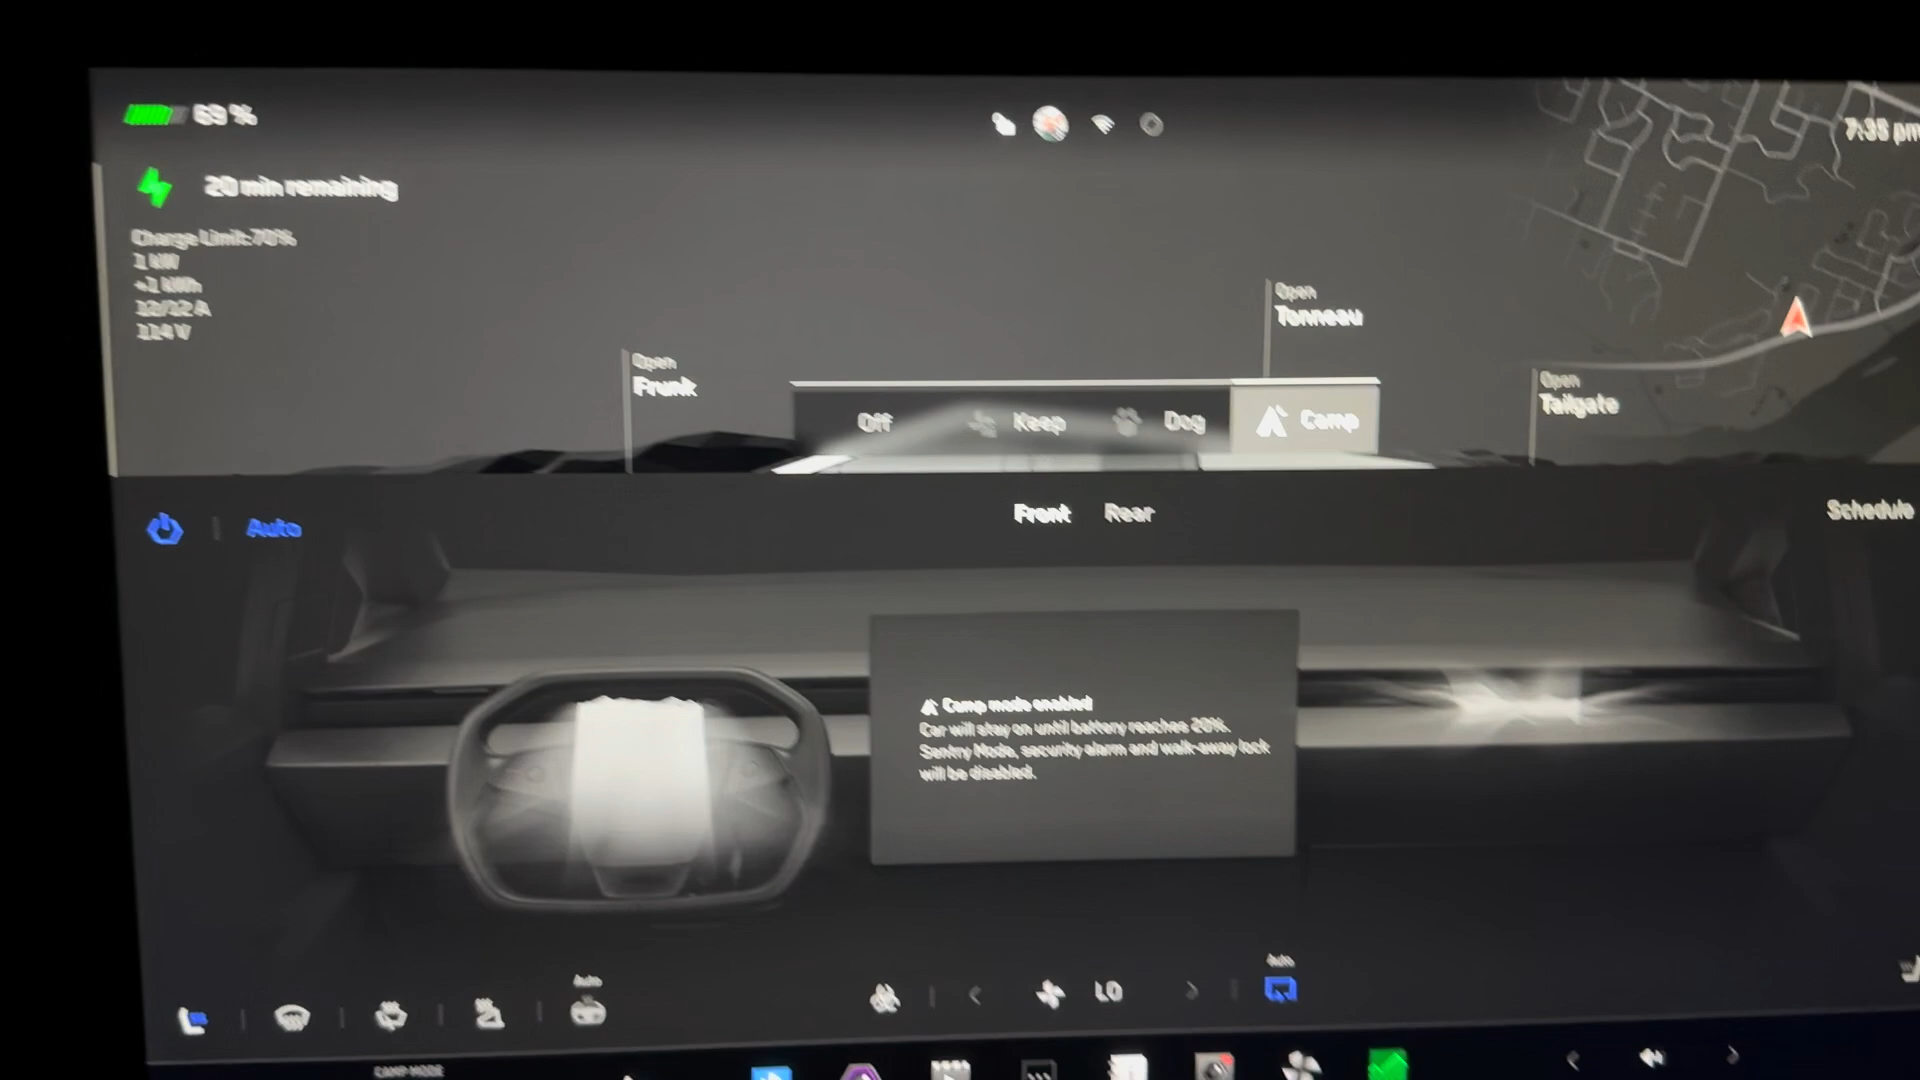 69 %
7:35 pm
20 min remaining
Charge Limit: 70%
1 kW
+1 kWh
12/12 A
114 V
Open
Tonneau
Open
Frunk
Open
Tailgate
Off
Keep
Dog
Camp
Auto
Front
Rear
Schedule
Camp mode enabled
Car will stay on until battery reaches 20%.
Sentry Mode, security alarm and walk-away lock
will be disabled.
Auto
Auto
LO
CAMP MODE